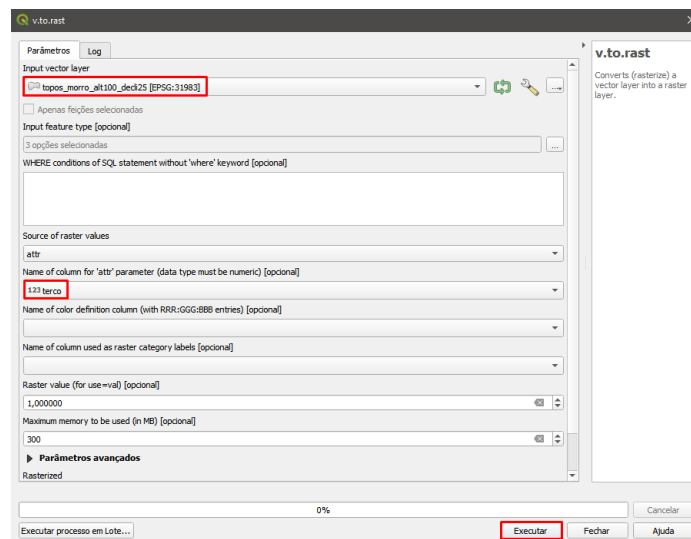 v.to.rast
Parâmetros
Log
Input vector layer
topos_morro_alt100_decli25 [EPSG:31983]
...
Apenas feições selecionadas
Input feature type [opcional]
3 opções selecionadas
...
WHERE conditions of SQL statement without 'where' keyword [opcional]
Source of raster values
attr
Name of column for 'attr' parameter (data type must be numeric) [opcional]
123 terco
Name of color definition column (with RRR:GGG:BBB entries) [opcional]
Name of column used as raster category labels [opcional]
Raster value (for use=val) [opcional]
1,000000
Maximum memory to be used (in MB) [opcional]
300
Parâmetros avançados
Rasterized
v.to.rast
Converts (rasterize) a
vector layer into a raster
layer.
0%
Cancelar
Executar processo em Lote...
Executar
Fechar
Ajuda